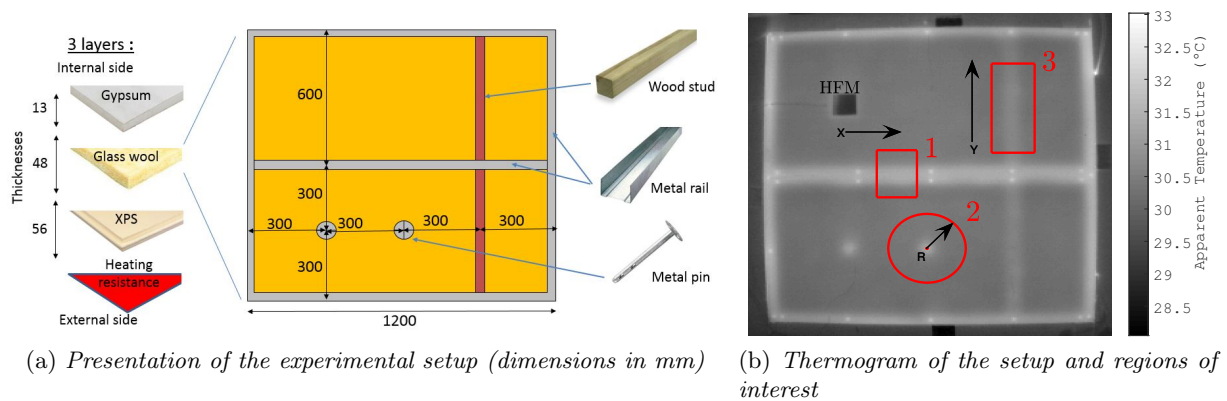 3 layers :
Internal side
Gypsum
13
Glass wool
48
Thicknesses
XPS
56
Heating
resistance
External side
600
300
300
300
300
300
300
1200
Wood stud
Metal rail
Metal pin
HFM
X
Y
1
2
3
R
33
32.5
32
31.5
31
30.5
30
29.5
29
28.5
Apparent Temperature (°C)
(a) Presentation of the experimental setup (dimensions in mm)
(b) Thermogram of the setup and regions of
interest